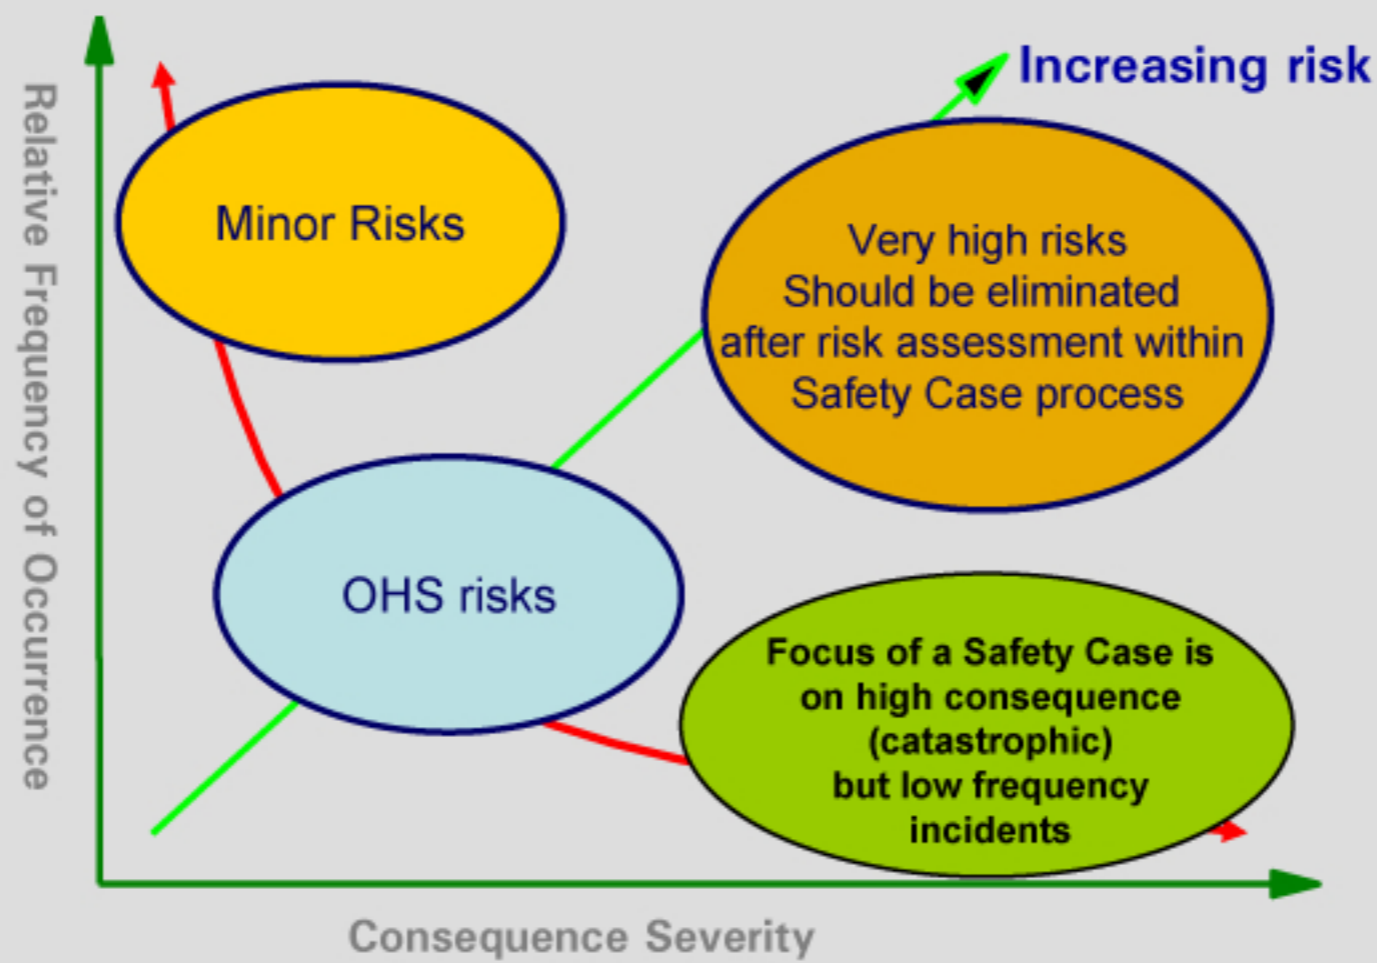 Increasing risk
Relative Frequency of Occurrence
Minor Risks
Very high risks
Should be eliminated
after risk assessment within
Safety Case process
OHS risks
Focus of a Safety Case is
on high consequence
(catastrophic)
but low frequency
incidents
Consequence Severity